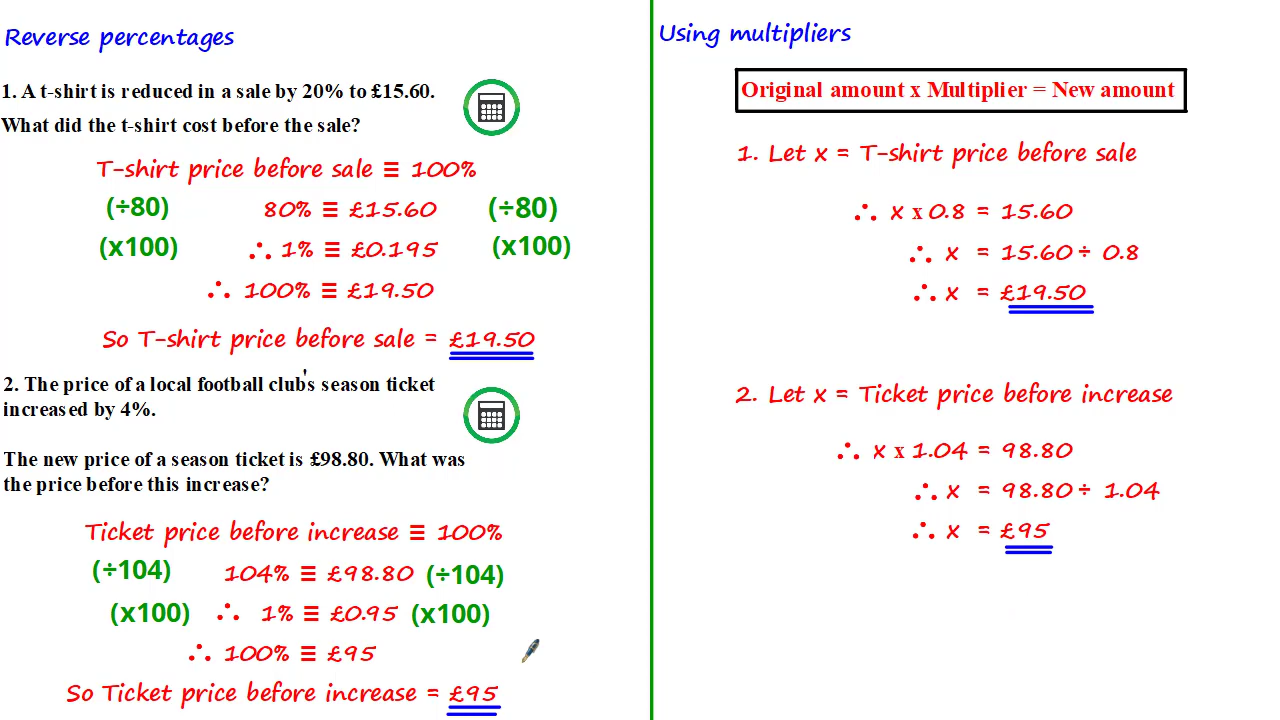 Reverse percentages
1. A t-shirt is reduced in a sale by 20% to £15.60.
What did the t-shirt cost before the sale?
T-shirt price before sale ≡ 100%
(÷80) 80% ≡ £15.60 (÷80)
(x100) ∴ 1% ≡ £0.195 (x100)
∴ 100% ≡ £19.50
So T-shirt price before sale = £19.50
2. The price of a local football club's season ticket
increased by 4%.
The new price of a season ticket is £98.80. What was
the price before this increase?
Ticket price before increase ≡ 100%
(÷104) 104% ≡ £98.80 (÷104)
(x100) ∴ 1% ≡ £0.95 (x100)
∴ 100% ≡ £95
So Ticket price before increase = £95
Using multipliers
Original amount x Multiplier = New amount
1. Let x = T-shirt price before sale
∴ x x 0.8 = 15.60
∴ x = 15.60 ÷ 0.8
∴ x = £19.50
2. Let x = Ticket price before increase
∴ x x 1.04 = 98.80
∴ x = 98.80 ÷ 1.04
∴ x = £95